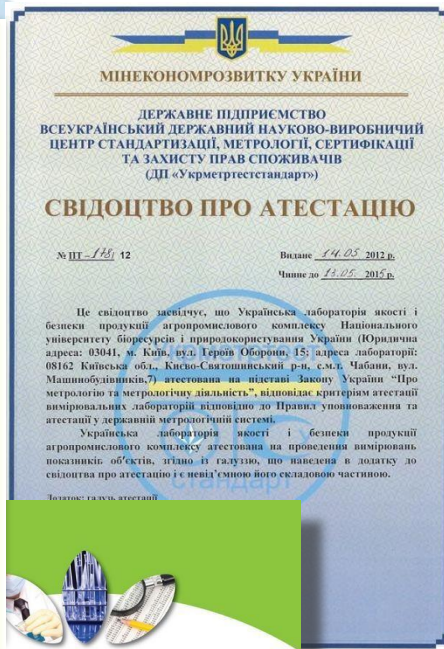 МІНЕКОНОМРОЗВИТКУ УКРАЇНИ
ДЕРЖАВНЕ ПІДПРИЄМСТВО
ВСЕУКРАЇНСЬКИЙ ДЕРЖАВНИЙ НАУКОВО-ВИРОБНИЧИЙ
ЦЕНТР СТАНДАРТИЗАЦІЇ, МЕТРОЛОГІЇ, СЕРТИФІКАЦІЇ
ТА ЗАХИСТУ ПРАВ СПОЖИВАЧІВ
(ДП «Укрметртестстандарт»)
СВІДОЦТВО ПРО АТЕСТАЦІЮ
№ ПТ – 178/ 12 Видане 14.05 2012 р.
Чинне до 13.05. 2015 р.
Це свідоцтво засвідчує, що Українська лабораторія якості і
безпеки продукції агропромислового комплексу Національного
університету біоресурсів і природокористування України (Юридична
адреса: 03041, м. Київ, вул. Героїв Оборони, 15; адреса лабораторії:
08162 Київська обл., Києво-Святошинський р-н, с.м.т. Чабани, вул.
Машинобудівників,7) атестована на підставі Закону України “Про
метрологію та метрологічну діяльність”, відповідає критеріям атестації
вимірювальних лабораторій відповідно до Правил уповноваження та
атестації у державній метрологічній системі.
Українська лабораторія якості і безпеки продукції
агропромислового комплексу атестована на проведення вимірювань
показників об’єктів, згідно із галуззю, що наведена в додатку до
свідоцтва про атестацію і є невід’ємною його складовою частиною.
Додаток: галузь атестації
стандарт